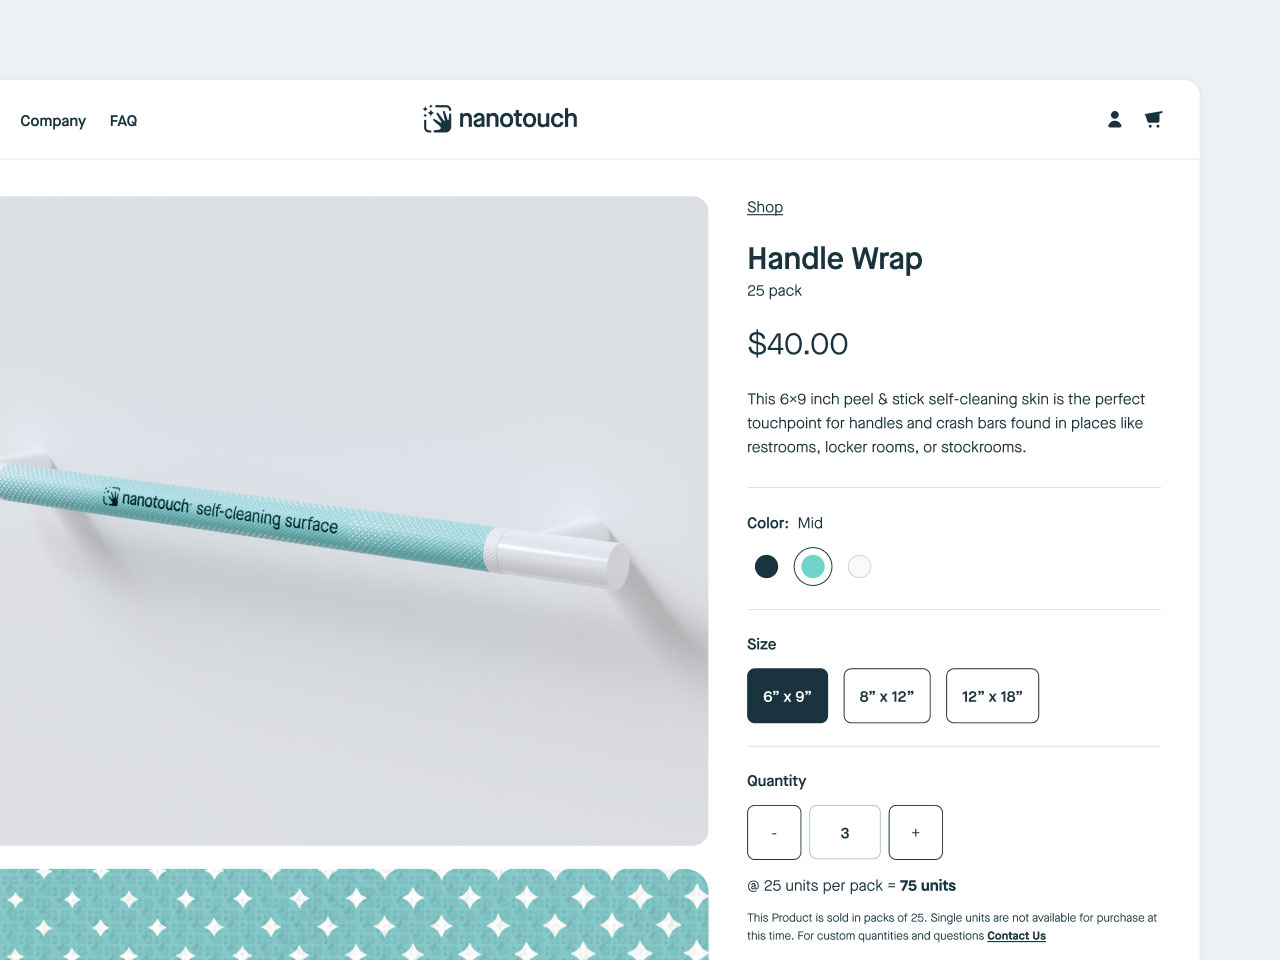 Company FAQ
nanotouch
Shop
Handle Wrap
25 pack
$40.00
This 6×9 inch peel & stick self-cleaning skin is the perfect
touchpoint for handles and crash bars found in places like
restrooms, locker rooms, or stockrooms.
nanotouch® self-cleaning surface
Color: Mid
Size
6” x 9” 8” x 12” 12” x 18”
Quantity
- 3 +
@ 25 units per pack = 75 units
This Product is sold in packs of 25. Single units are not available for purchase at
this time. For custom quantities and questions Contact Us